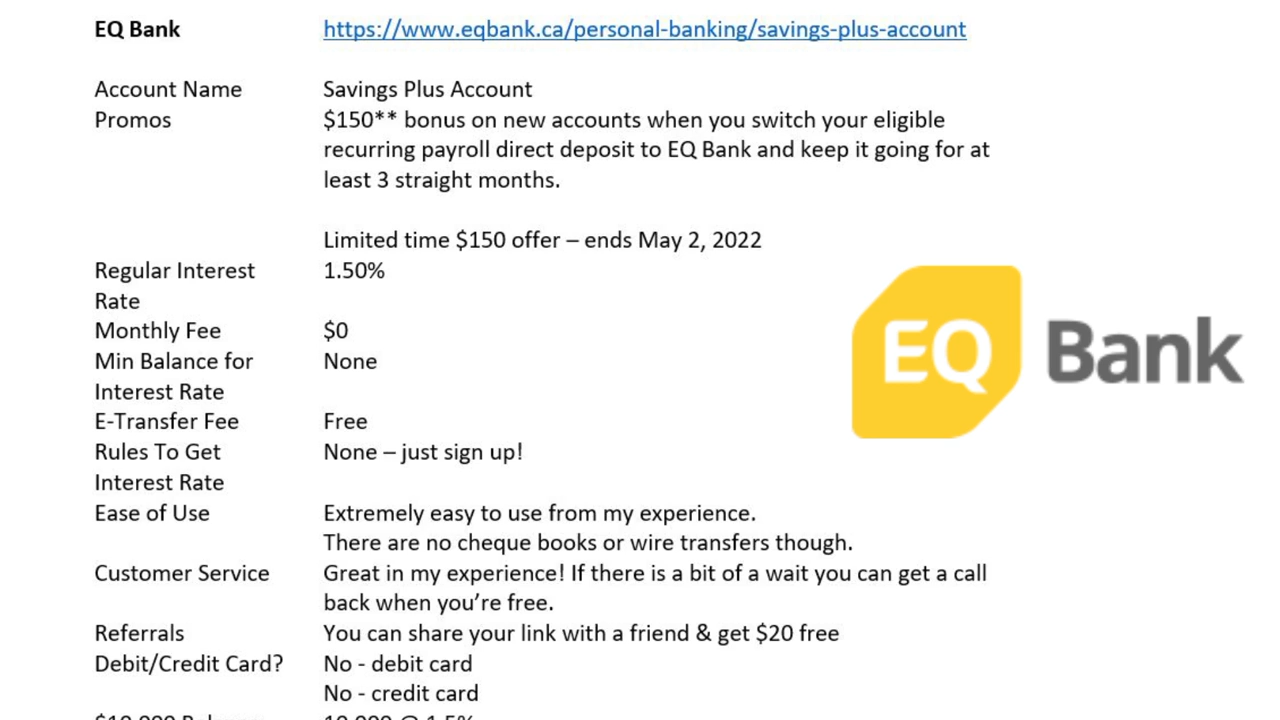 EQ Bank https://www.eqbank.ca/personal-banking/savings-plus-account
Account Name Savings Plus Account
Promos $150** bonus on new accounts when you switch your eligible
recurring payroll direct deposit to EQ Bank and keep it going for at
least 3 straight months.
Limited time $150 offer – ends May 2, 2022
Regular Interest 1.50%
Rate
Monthly Fee $0
Min Balance for None
Interest Rate
E-Transfer Fee Free
Rules To Get None – just sign up!
Interest Rate
Ease of Use Extremely easy to use from my experience.
There are no cheque books or wire transfers though.
Customer Service Great in my experience! If there is a bit of a wait you can get a call
back when you’re free.
Referrals You can share your link with a friend & get $20 free
Debit/Credit Card? No - debit card
No - credit card
EQ Bank